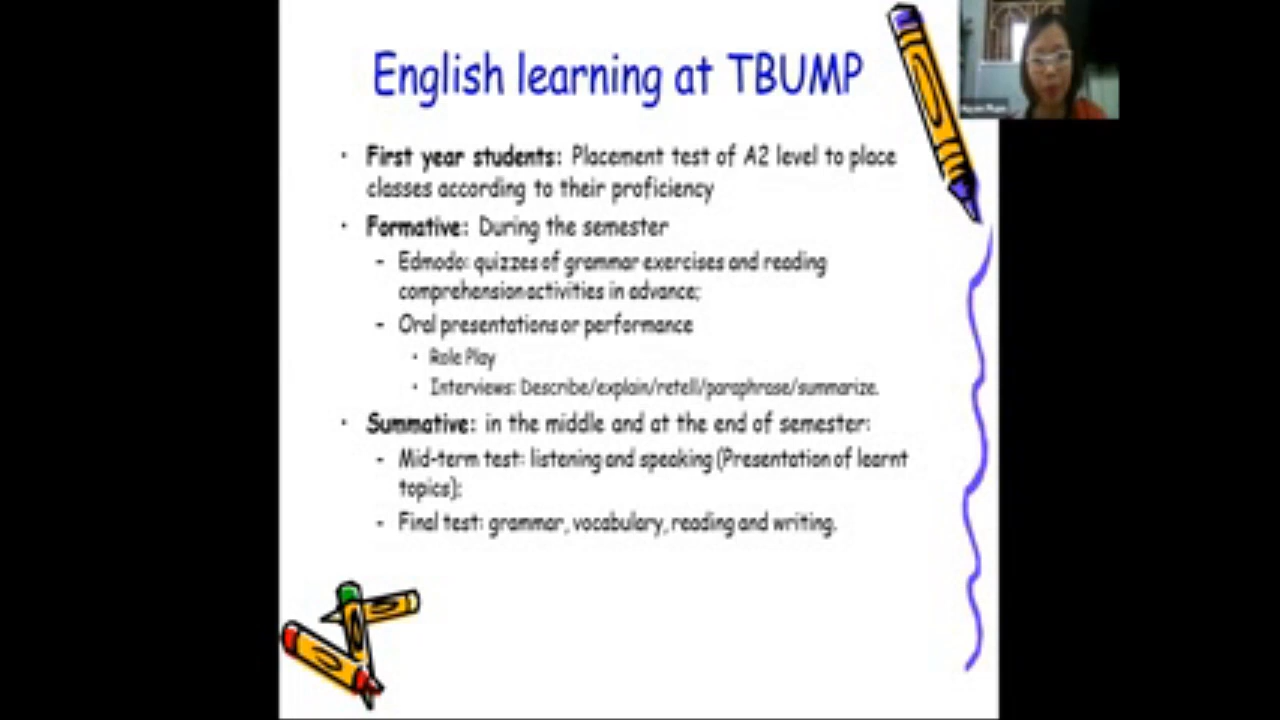 English learning at TBUMP
• First year students: Placement test of A2 level to place
classes according to their proficiency
• Formative: During the semester
- Edmodo: quizzes of grammar exercises and reading
comprehension activities in advance;
- Oral presentations or performance
• Role Play
• Interviews: Describe/explain/retell/paraphrase/summarize.
• Summative: in the middle and at the end of semester:
- Mid-term test: listening and speaking (Presentation of learnt
topics);
- Final test: grammar, vocabulary, reading and writing.